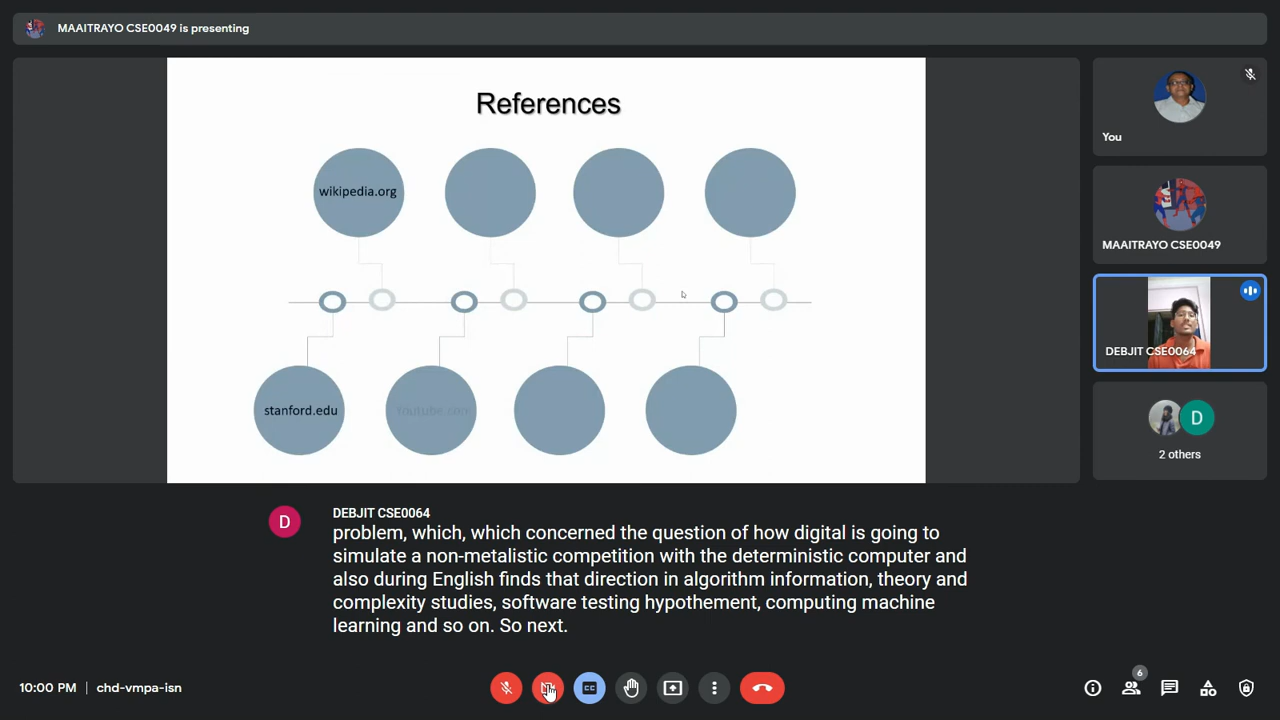 MAAITRAYO CSE0049 is presenting
References
wikipedia.org
stanford.edu
You
MAAITRAYO CSE0049
DEBJIT CSE0064
D
2 others
D
DEBJIT CSE0064
problem, which, which concerned the question of how digital is going to
simulate a non-metalistic competition with the deterministic computer and
also during English finds that direction in algorithm information, theory and
complexity studies, software testing hypothement, computing machine
learning and so on. So next.
10:00 PM | chd-vmpa-isn
CC
6